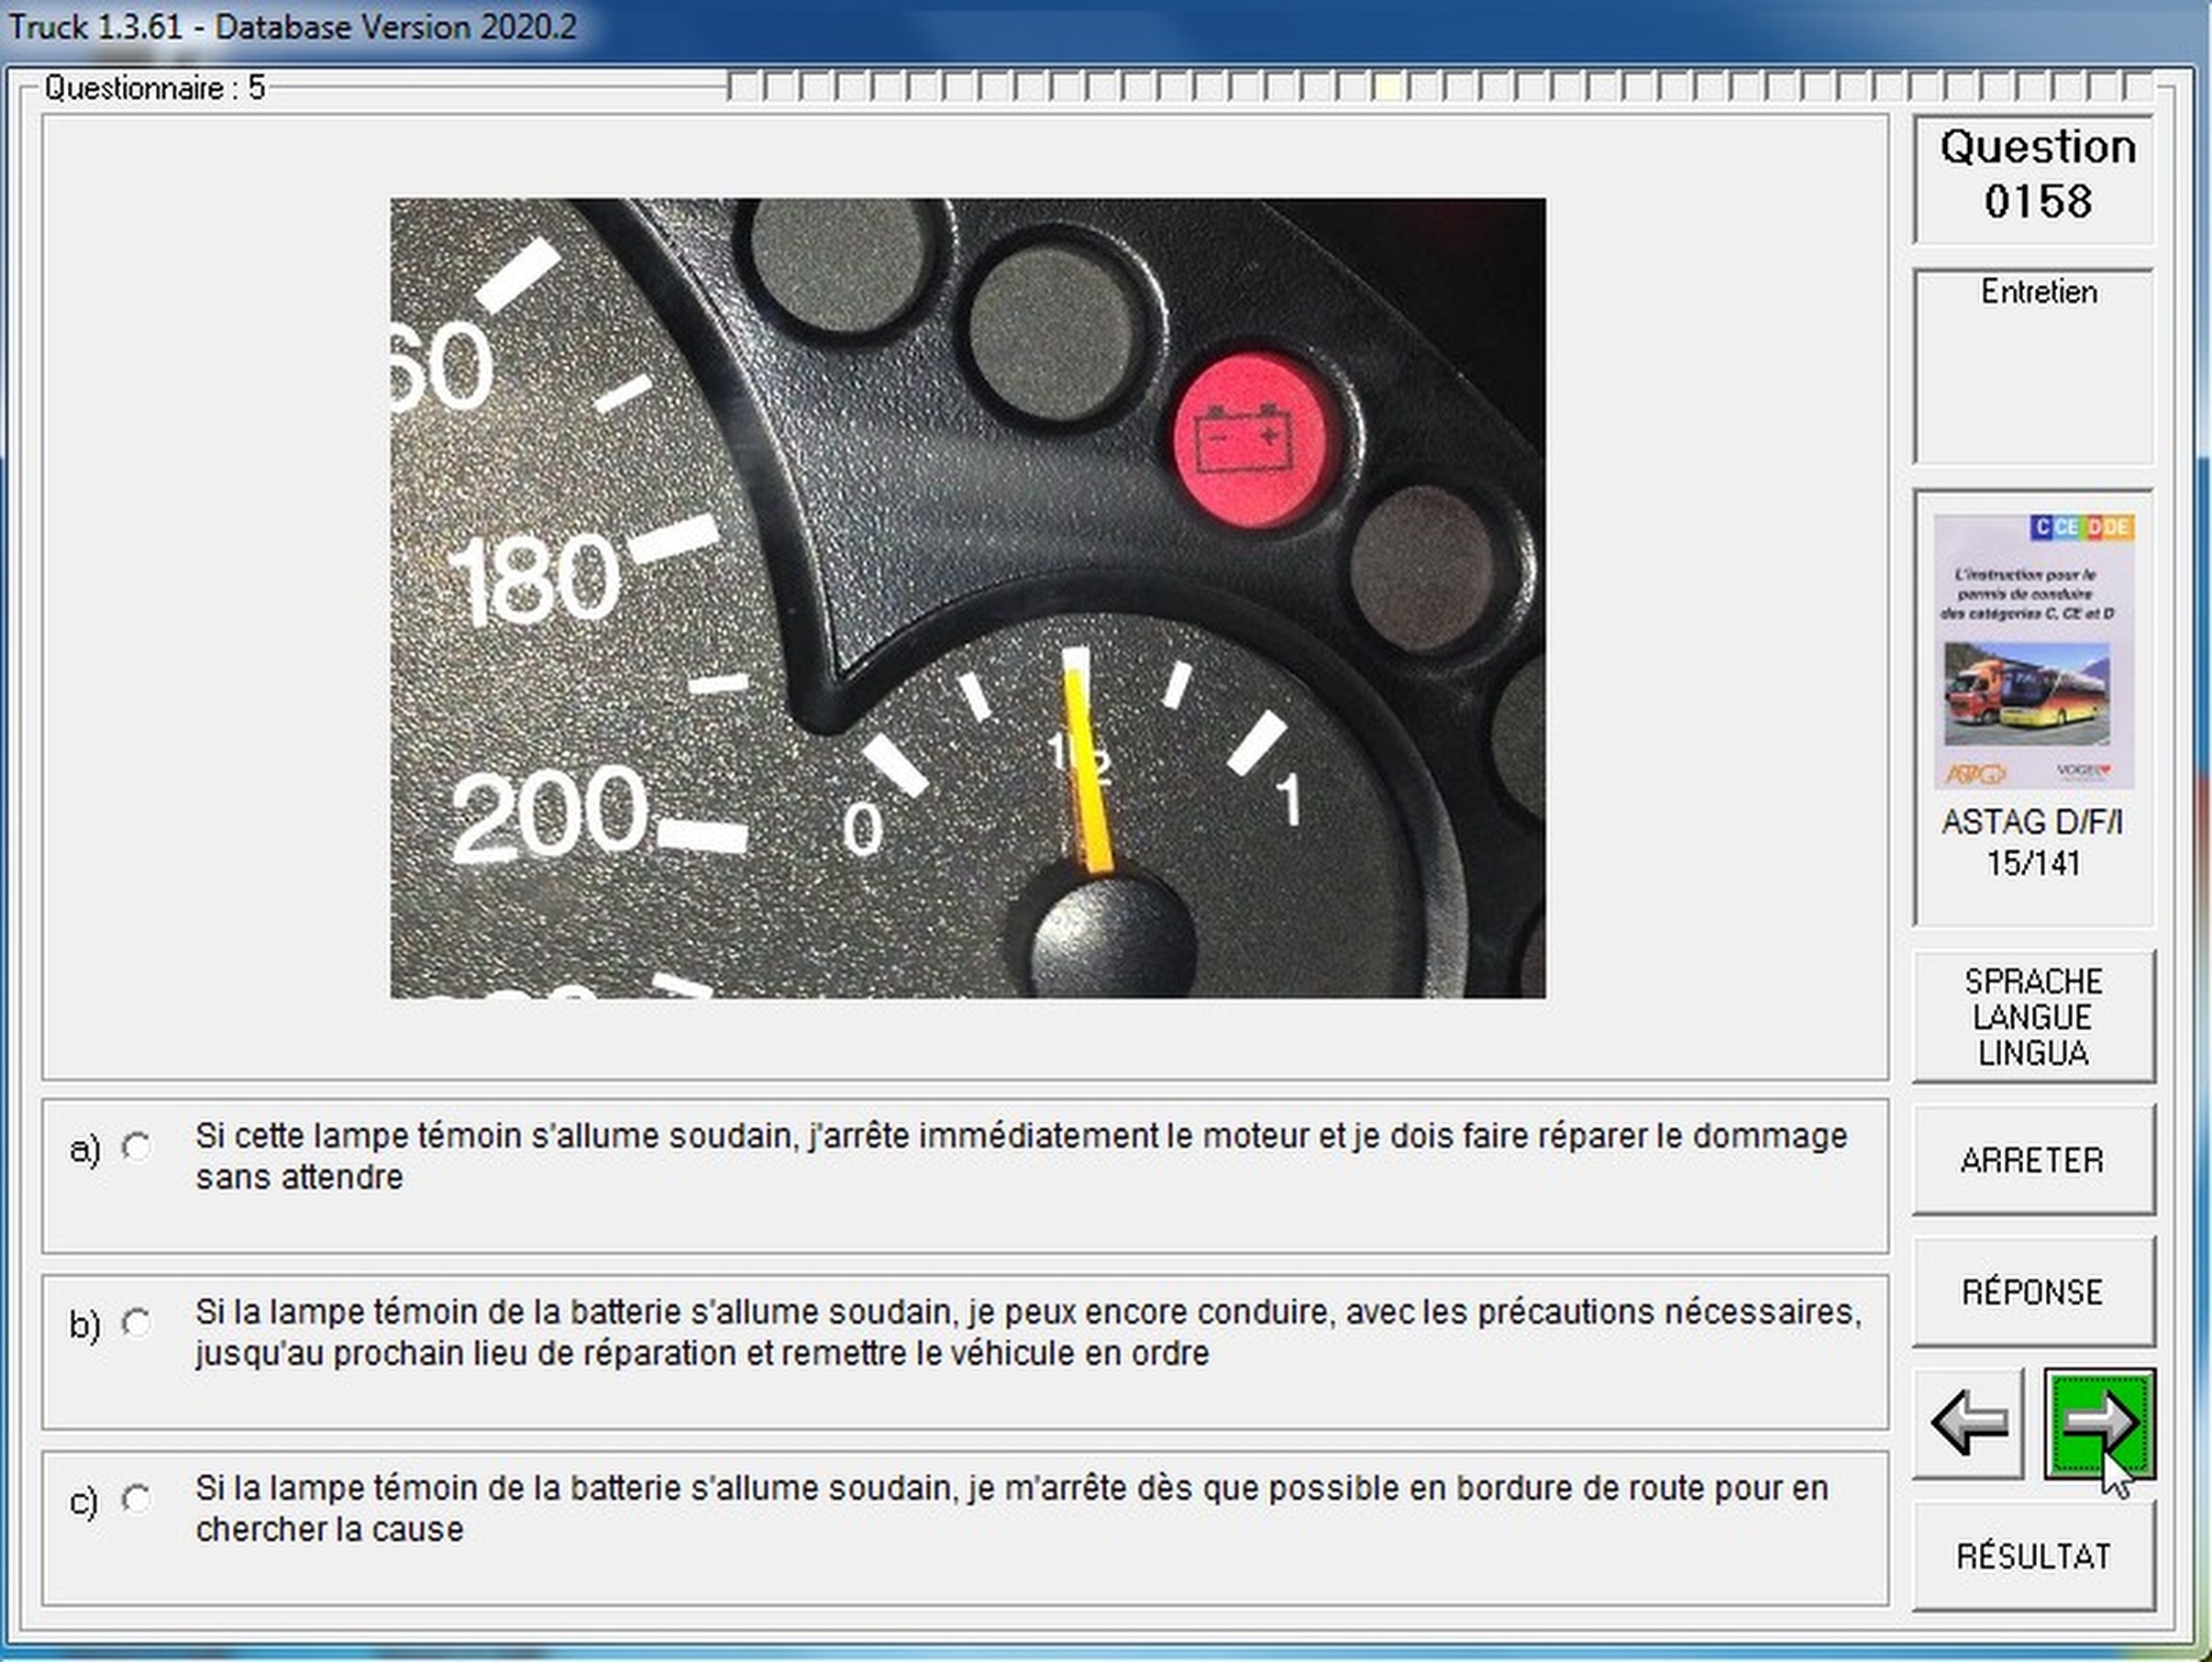 Truck 1.3.61 - Database Version 2020.2
Questionnaire : 5
Question
0158
Entretien
60
180
200
0
1
1
2
C CE D DE
L'instruction pour le
permis de conduire
des catégories C, CE et D
ASTAG
VOGEL
ASTAG D/F/I
15/141
SPRACHE
LANGUE
LINGUA
ARRETER
RÉPONSE
RÉSULTAT
a) Si cette lampe témoin s'allume soudain, j'arrête immédiatement le moteur et je dois faire réparer le dommage
sans attendre
b) Si la lampe témoin de la batterie s'allume soudain, je peux encore conduire, avec les précautions nécessaires,
jusqu'au prochain lieu de réparation et remettre le véhicule en ordre
c) Si la lampe témoin de la batterie s'allume soudain, je m'arrête dès que possible en bordure de route pour en
chercher la cause